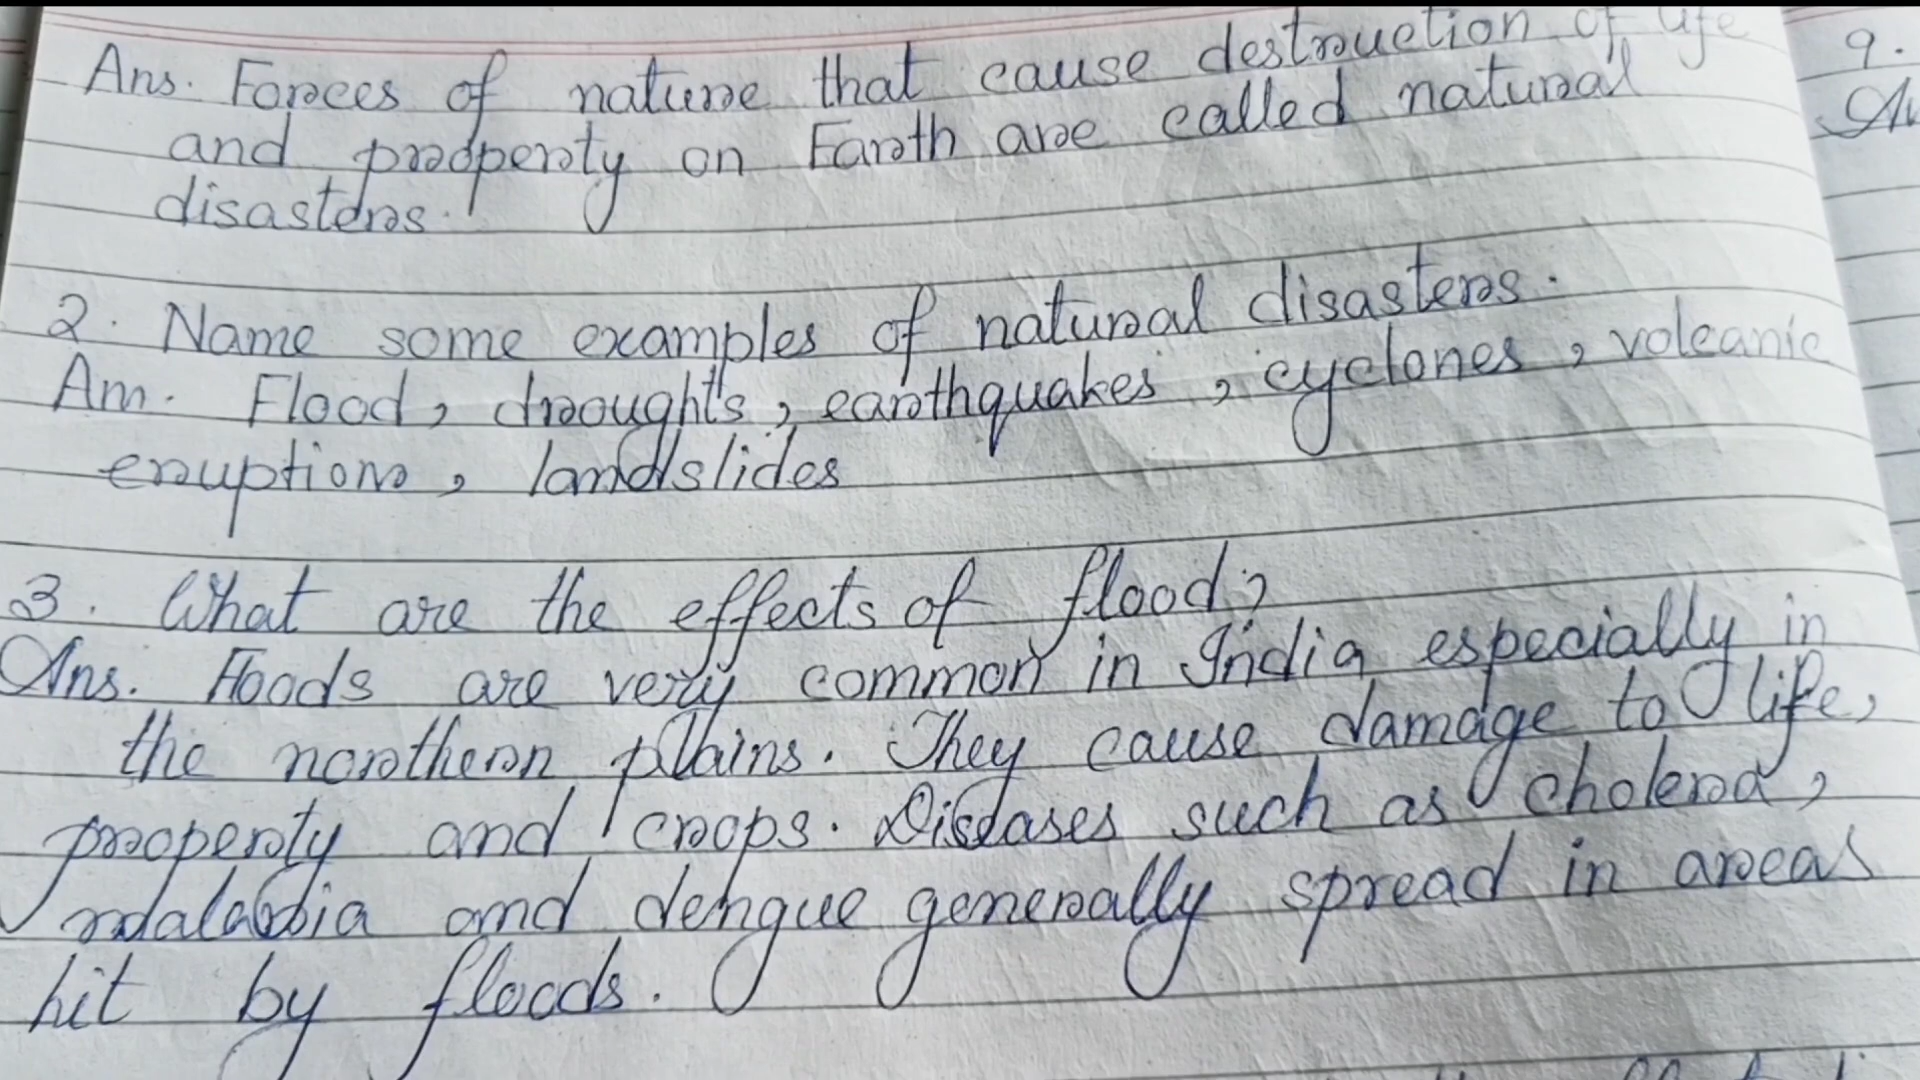 Ans. Forces of nature that cause destruction of life
and property on Earth are called natural
disasters.
2. Name some examples of natural disasters.
Ans. Flood, droughts, earthquakes, cyclones, volcanic
eruptions, landslides
3. What are the effects of flood?
Ans. Floods are very common in India especially in
the northern plains. They cause damage to life,
property and crops. Diseases such as cholera,
malaria and dengue generally spread in areas
hit by floods.
9.